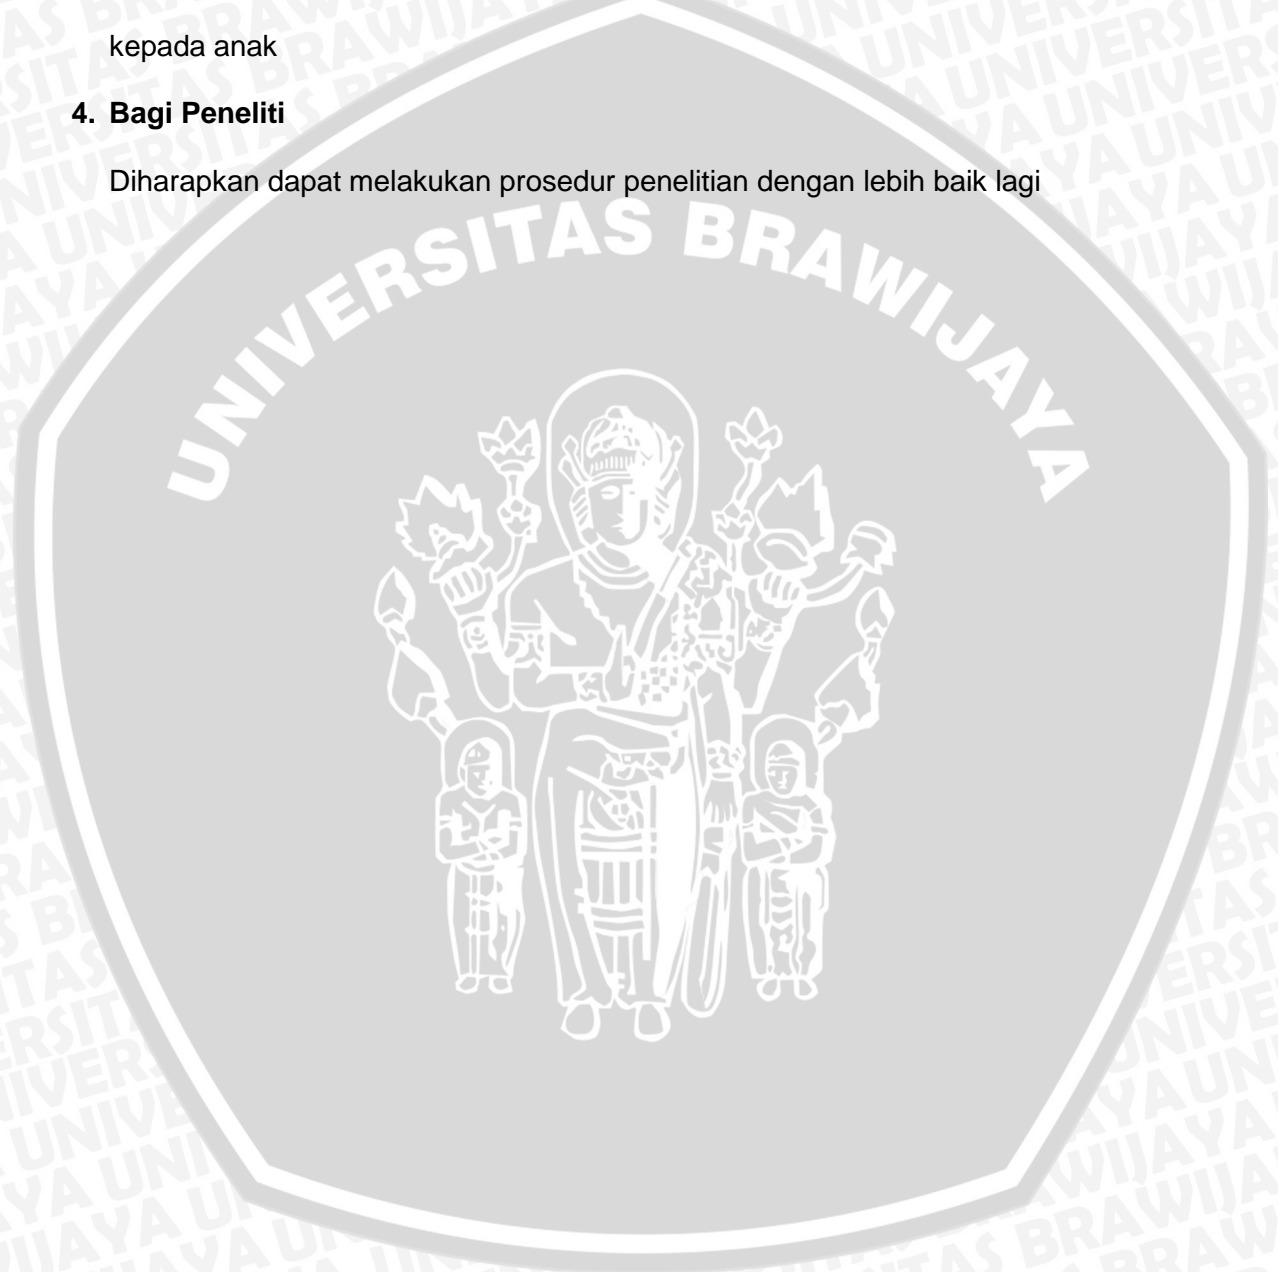 kepada anak
4. Bagi Peneliti
Diharapkan dapat melakukan prosedur penelitian dengan lebih baik lagi
UNIVERSITAS BRAWIJAYA